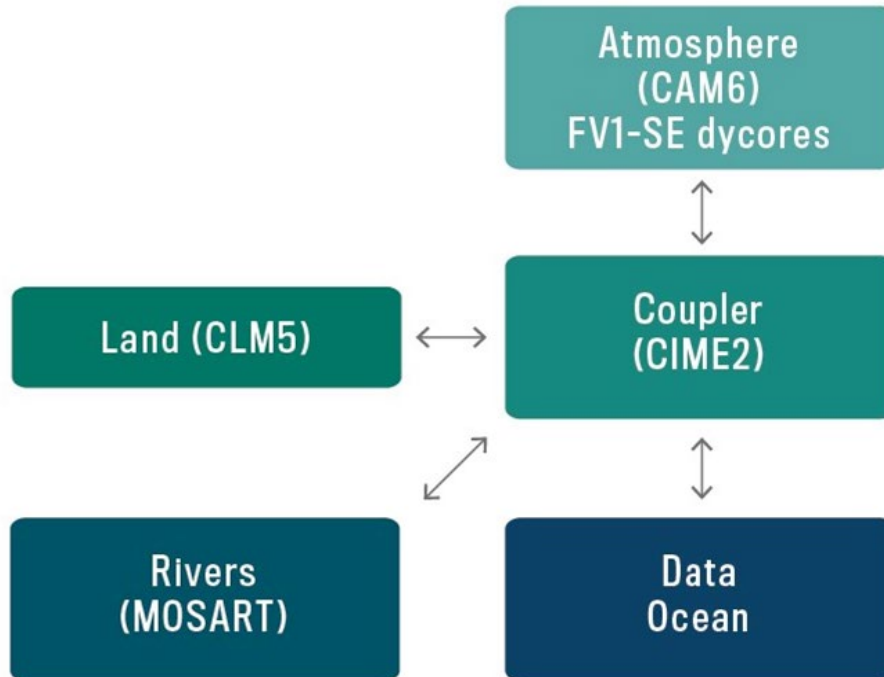 Atmosphere
(CAM6)
FV1-SE dycores
Land (CLM5)
Coupler
(CIME2)
Rivers
(MOSART)
Data
Ocean